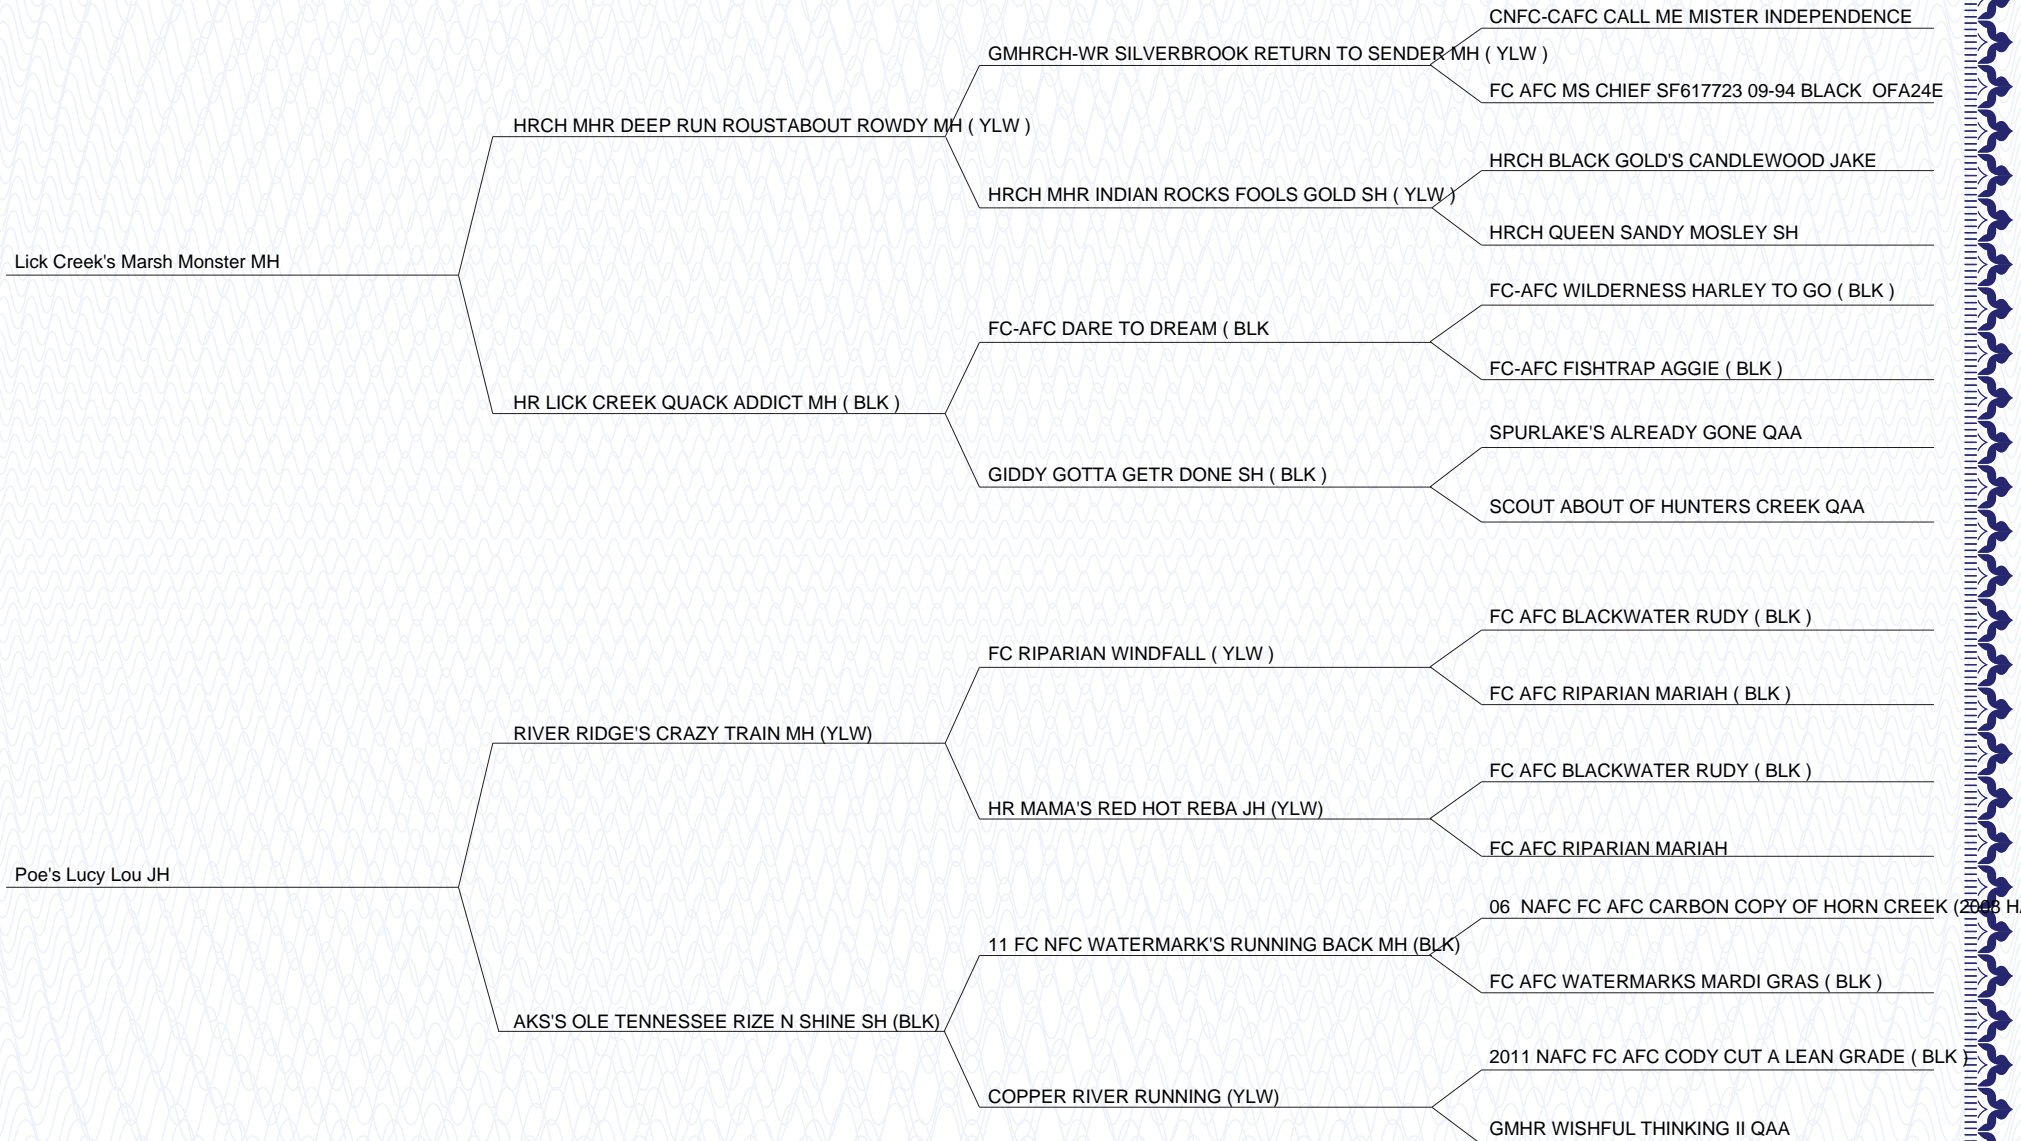 CNFC-CAFC CALL ME MISTER INDEPENDENCE
GMHRCH-WR SILVERBROOK RETURN TO SENDER MH ( YLW )
FC AFC MS CHIEF SF617723 09-94 BLACK  OFA24E
HRCH MHR DEEP RUN ROUSTABOUT ROWDY MH ( YLW )
HRCH BLACK GOLD'S CANDLEWOOD JAKE
HRCH MHR INDIAN ROCKS FOOLS GOLD SH ( YLW )
HRCH QUEEN SANDY MOSLEY SH
Lick Creek's Marsh Monster MH
FC-AFC WILDERNESS HARLEY TO GO ( BLK )
FC-AFC DARE TO DREAM ( BLK
FC-AFC FISHTRAP AGGIE ( BLK )
HR LICK CREEK QUACK ADDICT MH ( BLK )
SPURLAKE'S ALREADY GONE QAA
GIDDY GOTTA GETR DONE SH ( BLK )
SCOUT ABOUT OF HUNTERS CREEK QAA
FC AFC BLACKWATER RUDY ( BLK )
FC RIPARIAN WINDFALL ( YLW )
FC AFC RIPARIAN MARIAH ( BLK )
RIVER RIDGE'S CRAZY TRAIN MH (YLW)
FC AFC BLACKWATER RUDY ( BLK )
HR MAMA'S RED HOT REBA JH (YLW)
FC AFC RIPARIAN MARIAH
Poe's Lucy Lou JH
06  NAFC FC AFC CARBON COPY OF HORN CREEK (2008
11 FC NFC WATERMARK'S RUNNING BACK MH (BLK)
FC AFC WATERMARKS MARDI GRAS ( BLK )
AKS'S OLE TENNESSEE RIZE N SHINE SH (BLK)
2011 NAFC FC AFC CODY CUT A LEAN GRADE ( BLK )
COPPER RIVER RUNNING (YLW)
GMHR WISHFUL THINKING II QAA